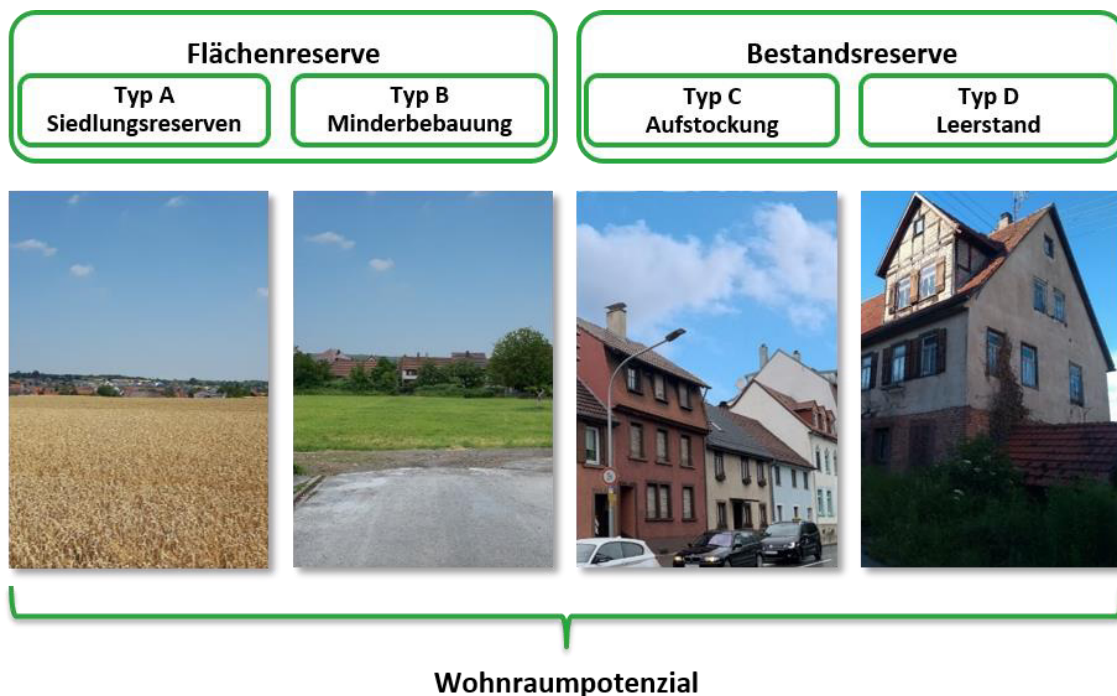 Flächenreserve
Typ A
Siedlungsreserven
Typ B
Minderbebauung
Bestandsreserve
Typ C
Aufstockung
Typ D
Leerstand
Wohnraumpotenzial